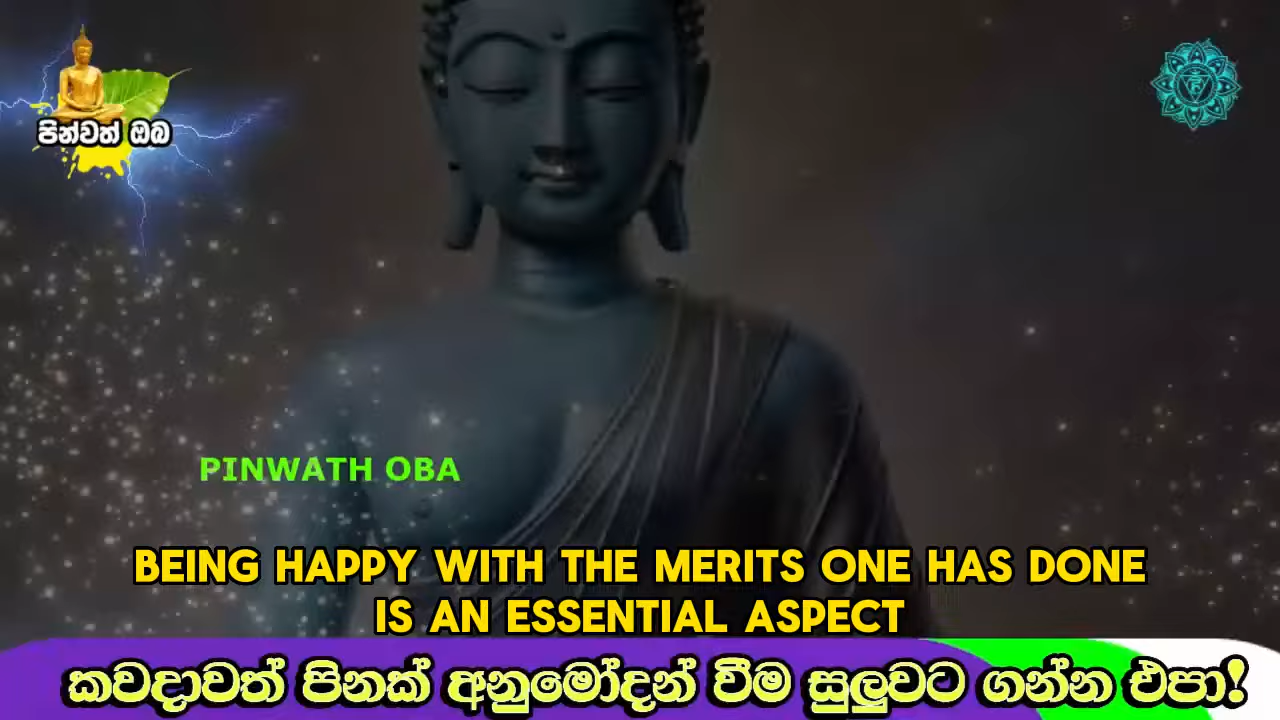 පින්වත් ඔබ
PINWATH OBA
BEING HAPPY WITH THE MERITS ONE HAS DONE
IS AN ESSENTIAL ASPECT
කවදාවත් පිනක් අනුමෝදන් වීම සුලුවට ගන්න එපා!